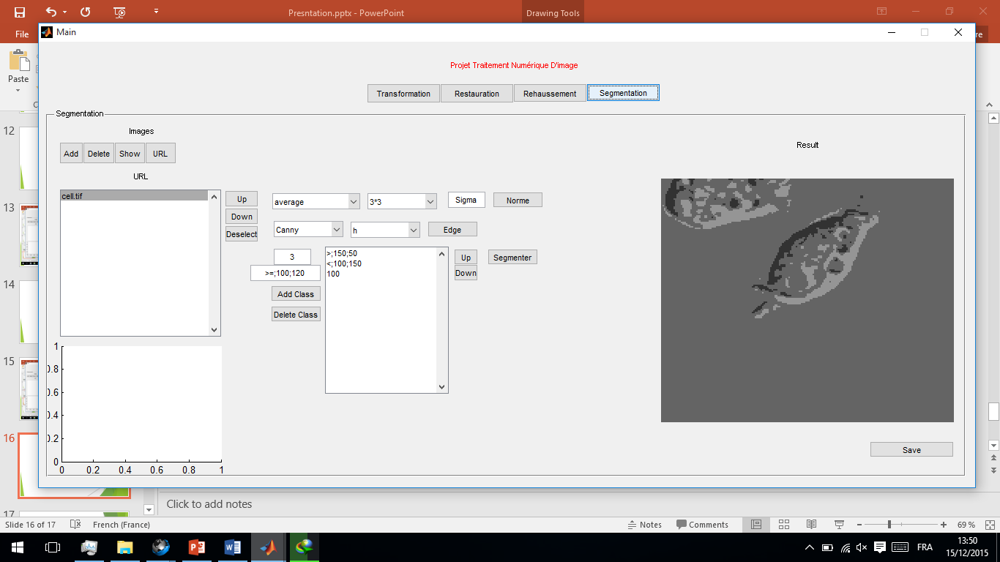 Presntation.pptx - PowerPoint
Drawing Tools
File
re
Main
Paste
Projet Traitement Numérique D'image
Transformation
Restauration
Rehaussement
Segmentation
Segmentation
Images
Add
Delete
Show
URL
URL
cell.tif
Up
Down
Deselect
average
3*3
Sigma
Norme
Canny
h
Edge
3
>=;100;120
Add Class
Delete Class
>;150;50
<;100;150
100
Up
Down
Segmenter
Result
Save
1
0.8
0.6
0.4
0.2
0
0 0.2 0.4 0.6 0.8 1
12
13
14
15
16
17
Click to add notes
Slide 16 of 17
French (France)
Notes
Comments
69 %
FRA
13:50
15/12/2015